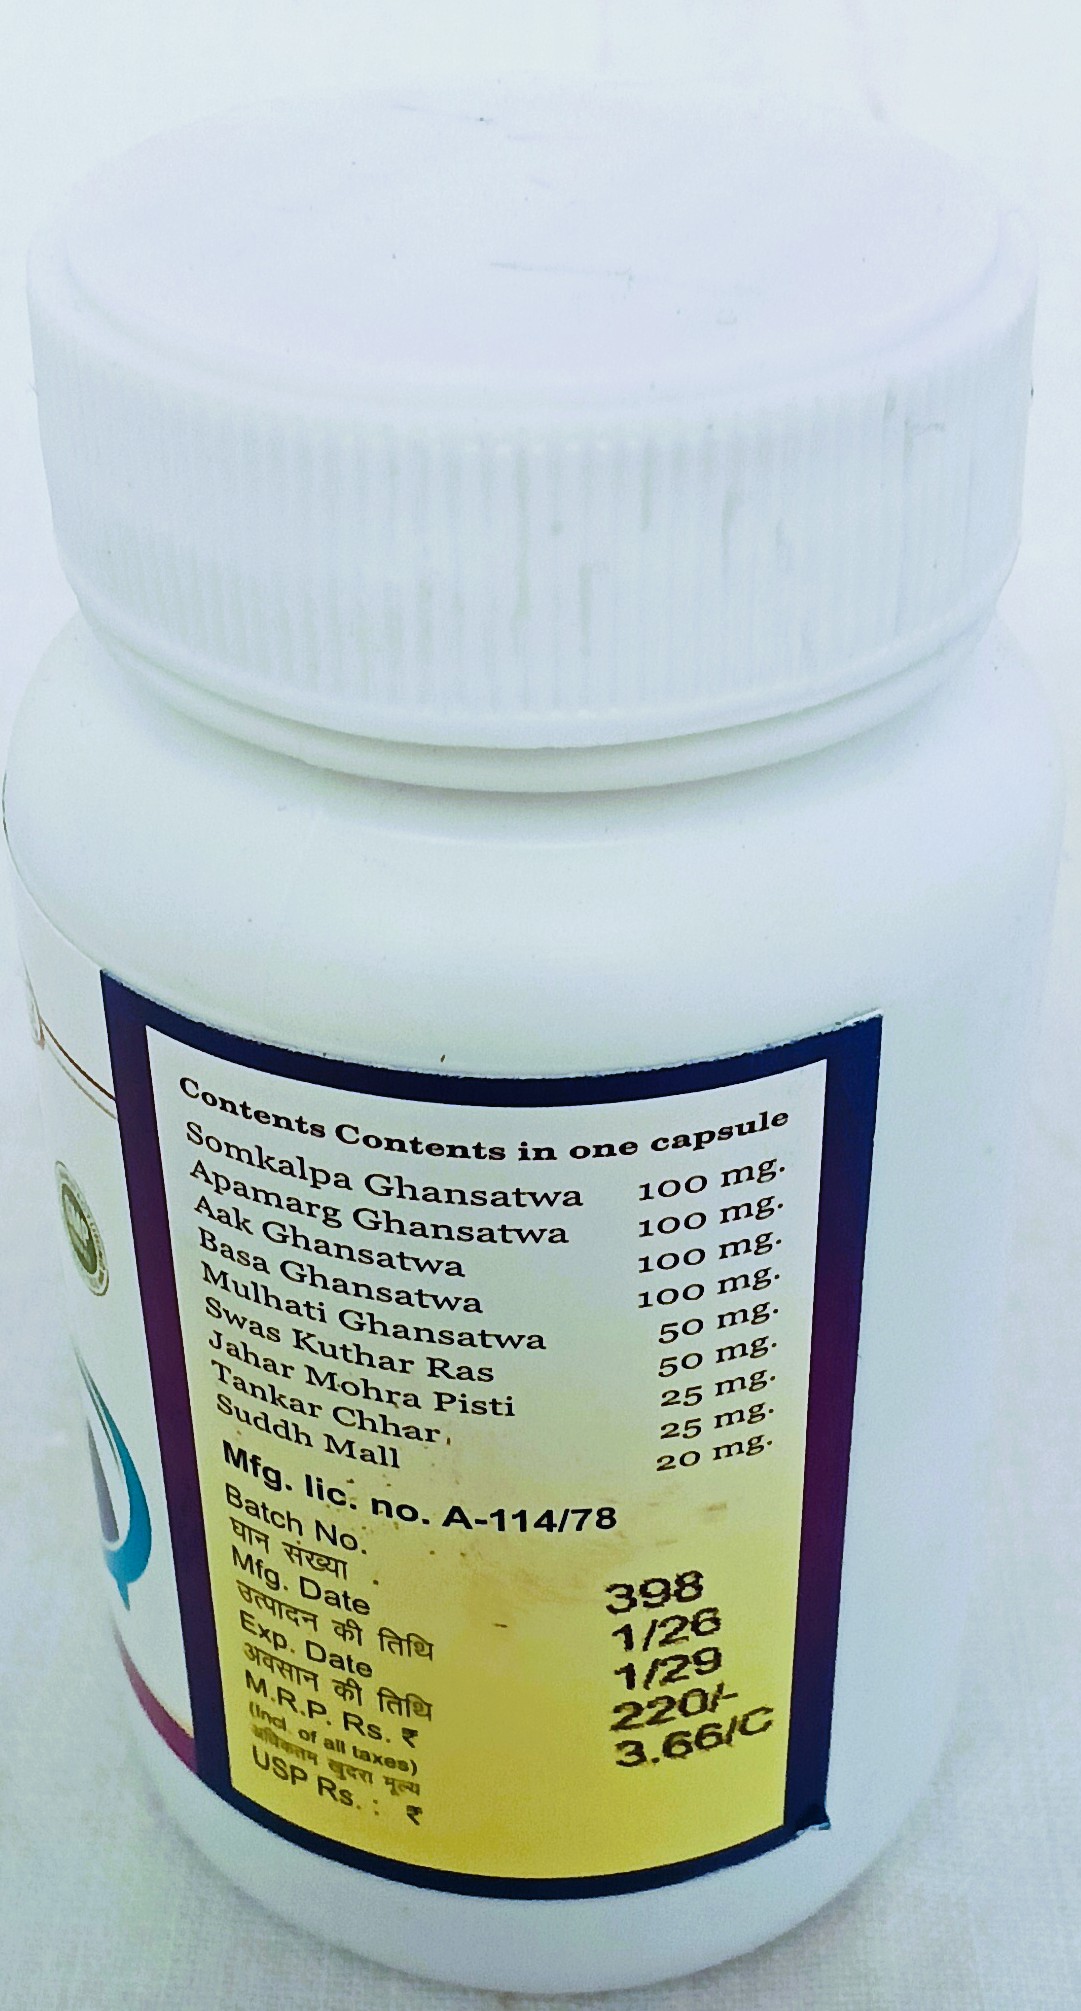 Contents Contents in one capsule
Somkalpa Ghansatwa 100 mg.
Apamarg Ghansatwa 100 mg.
Aak Ghansatwa 100 mg.
Basa Ghansatwa 100 mg.
Mulhati Ghansatwa 50 mg.
Swas Kuthar Ras 50 mg.
Jahar Mohra Pisti 25 mg.
Tankar Chhar 25 mg.
Suddh Mall 20 mg.
Mfg. lic. no. A-114/78
Batch No. 398
घान संख्या
Mfg. Date 1/26
उत्पादन की तिथि
Exp. Date 1/29
अवसान की तिथि
M.R.P. Rs. ₹ 220/-
(Incl. of all taxes)
अधिकतम खुदरा मूल्य
USP Rs. : ₹ 3.66/C